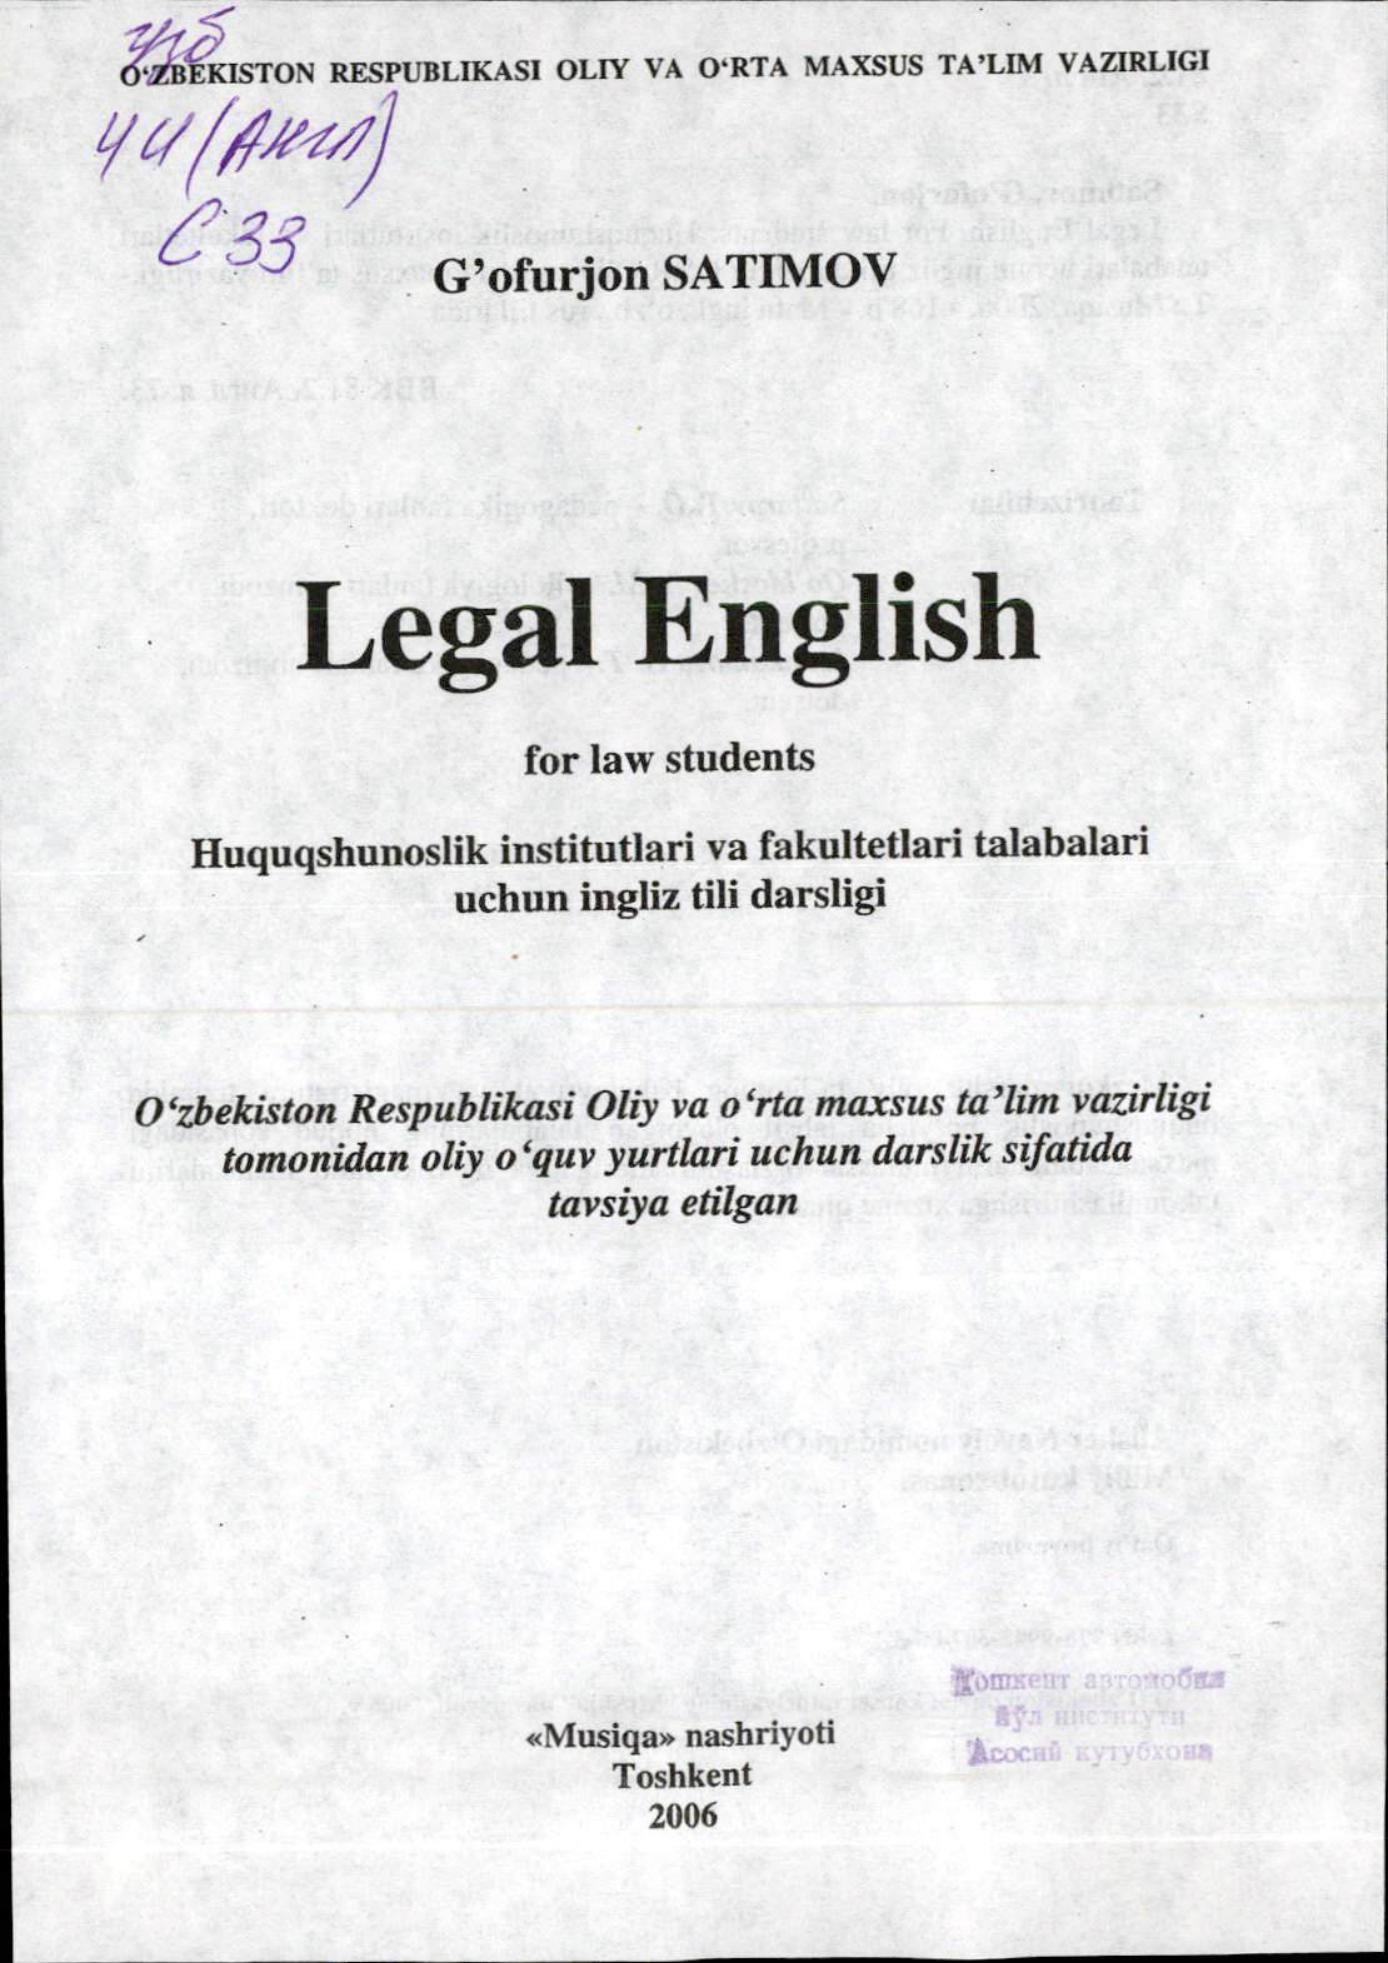 узб
O‘ZBEKISTON RESPUBLIKASI OLIY VA O‘RTA MAXSUS TA’LIM VAZIRLIGI
4И(Англ)
С33
G’ofurjon SATIMOV
Legal English
for law students
Huquqshunoslik institutlari va fakultetlari talabalari
uchun ingliz tili darsligi
O‘zbekiston Respublikasi Oliy va o‘rta maxsus ta’lim vazirligi
tomonidan oliy o‘quv yurtlari uchun darslik sifatida
tavsiya etilgan
Тошкент автомобил
йўл институти
Асосий кутубхона
«Musiqa» nashriyoti
Toshkent
2006